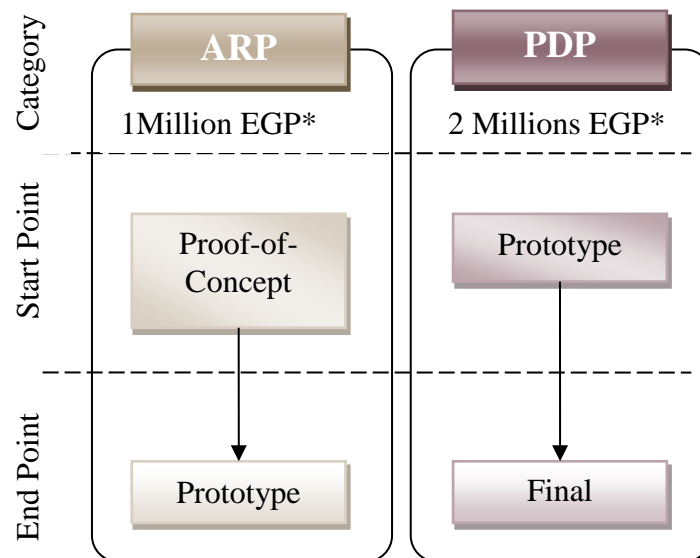 Category
ARP
PDP
1Million EGP*
2 Millions EGP*
Start Point
Proof-of-
Concept
Prototype
End Point
Prototype
Final